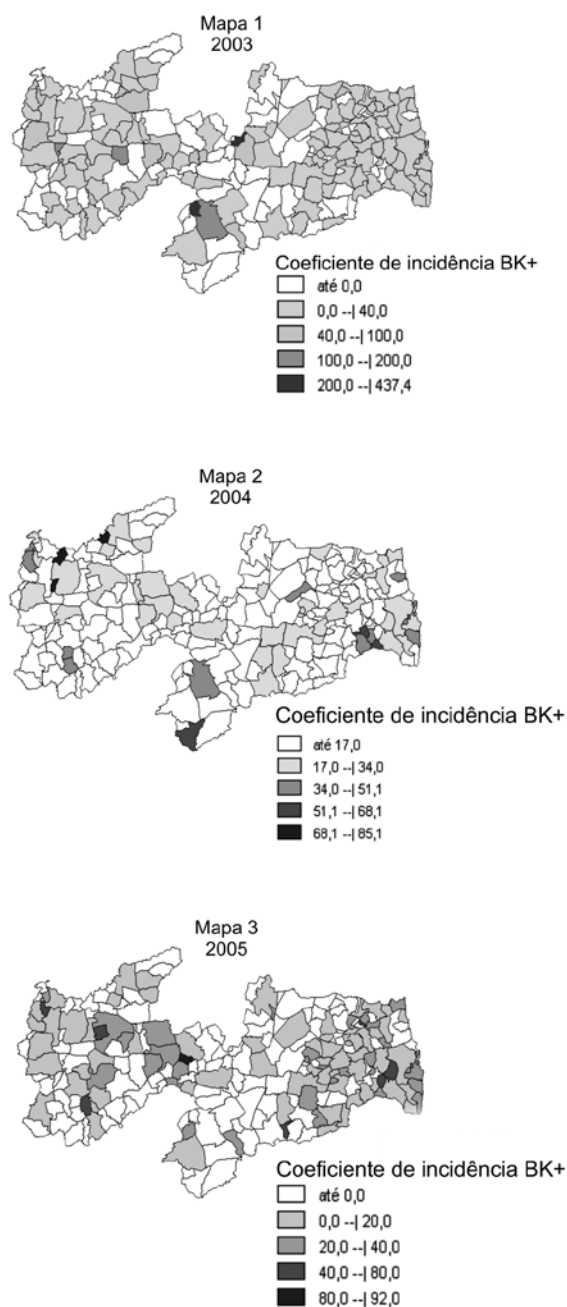 Mapa 1
2003
Coeficiente de incidência BK+
até 0,0
0,0 --| 40,0
40,0 --| 100,0
100,0 --| 200,0
200,0 --| 437,4
Mapa 2
2004
Coeficiente de incidência BK+
até 17,0
17,0 --| 34,0
34,0 --| 51,1
51,1 --| 68,1
68,1 --| 85,1
Mapa 3
2005
Coeficiente de incidência BK+
até 0,0
0,0 --| 20,0
20,0 --| 40,0
40,0 --| 80,0
80,0 --| 92,0